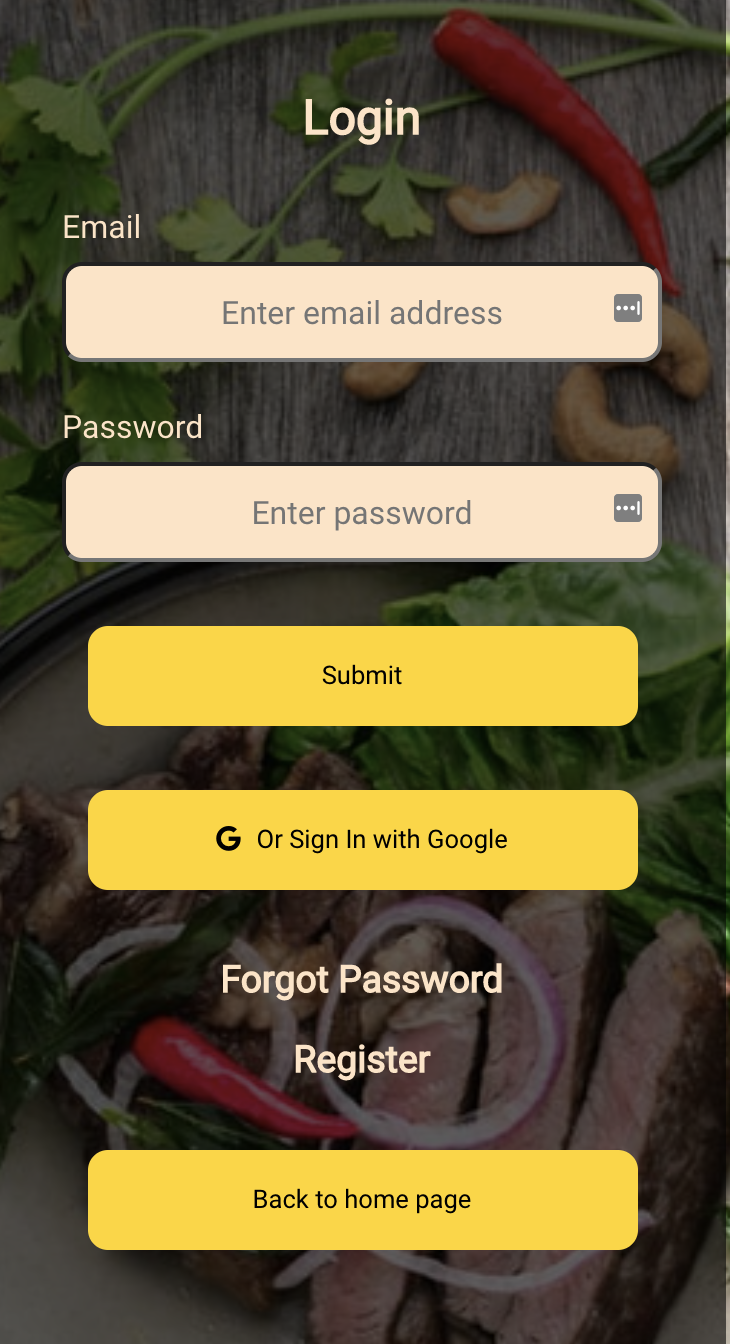 Login
Email
Enter email address
Password
Enter password
Submit
G Or Sign In with Google
Forgot Password
Register
Back to home page